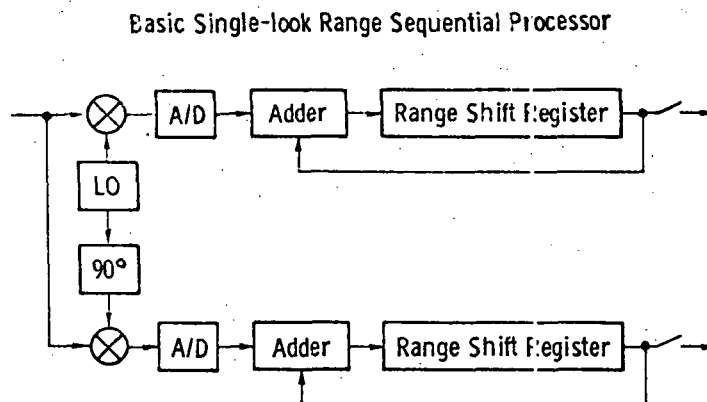 Basic Single-look Range Sequential Processor
A/D
Adder
Range Shift Register
LO
90°
A/D
Adder
Range Shift Register